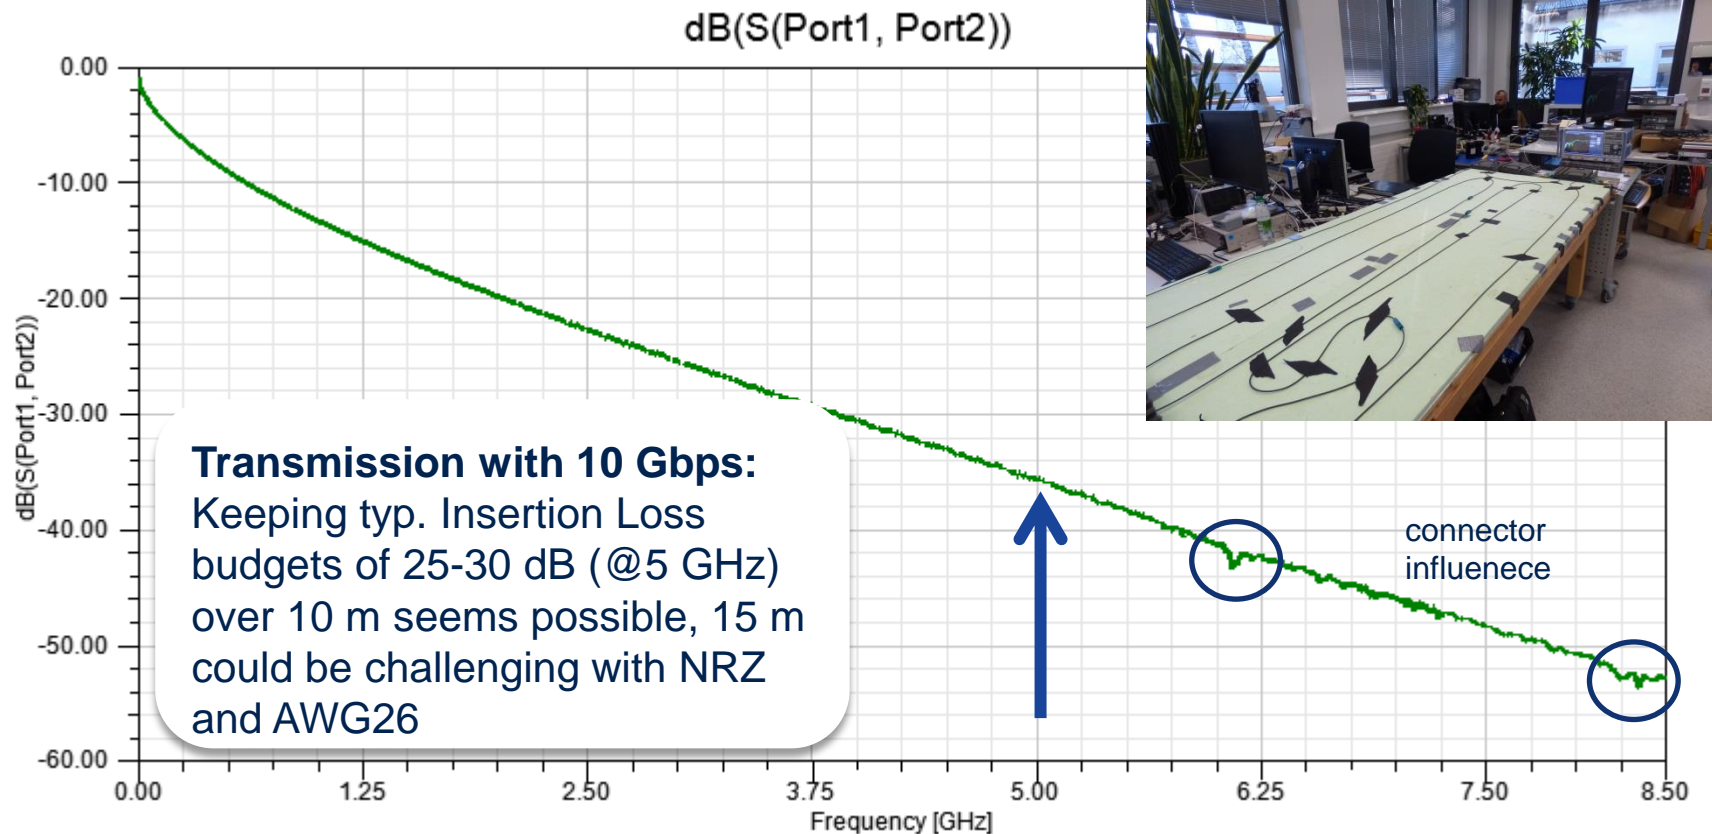 dB(S(Port1, Port2))
0.00
-10.00
-20.00
-30.00
-40.00
-50.00
-60.00
dB(S(Port1, Port2))
Transmission with 10 Gbps:
Keeping typ. Insertion Loss
budgets of 25-30 dB (@5 GHz)
over 10 m seems possible, 15 m
could be challenging with NRZ
and AWG26
connector
influenece
0.00 1.25 2.50 3.75 5.00 6.25 7.50 8.50
Frequency [GHz]